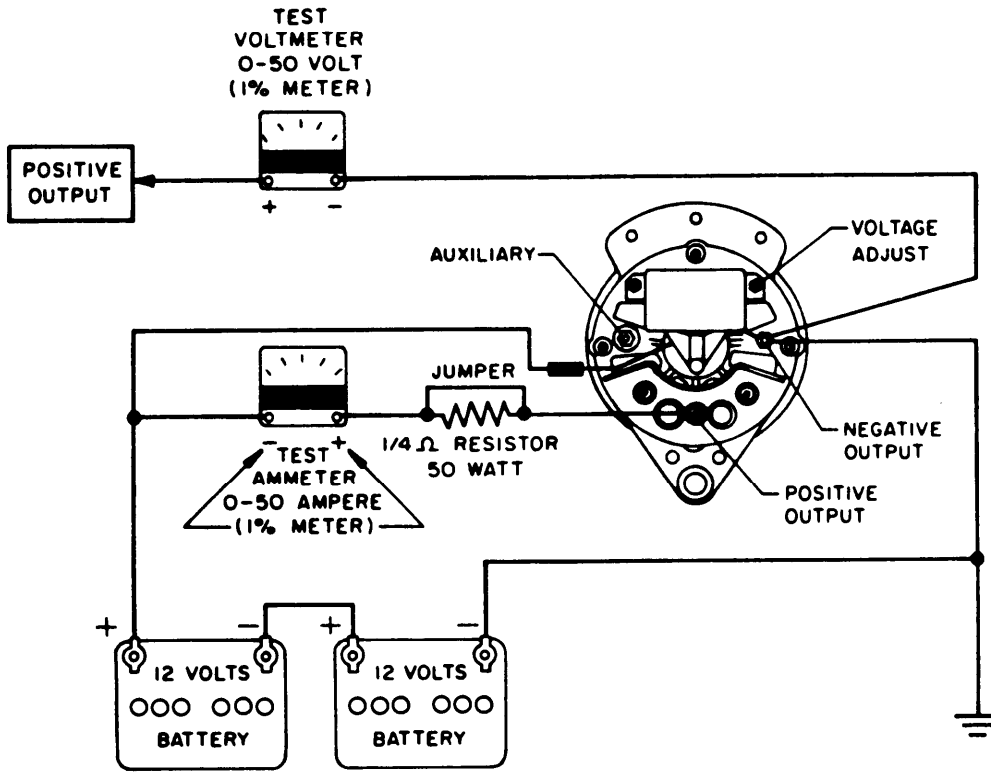 TEST
VOLTMETER
0-50 VOLT
(1% METER)
POSITIVE
OUTPUT
+ -
AUXILIARY
VOLTAGE
ADJUST
JUMPER
- +
1/4 Ω RESISTOR
50 WATT
TEST
AMMETER
0-50 AMPERE
(1% METER)
NEGATIVE
OUTPUT
POSITIVE
OUTPUT
+ - + -
12 VOLTS
BATTERY
12 VOLTS
BATTERY